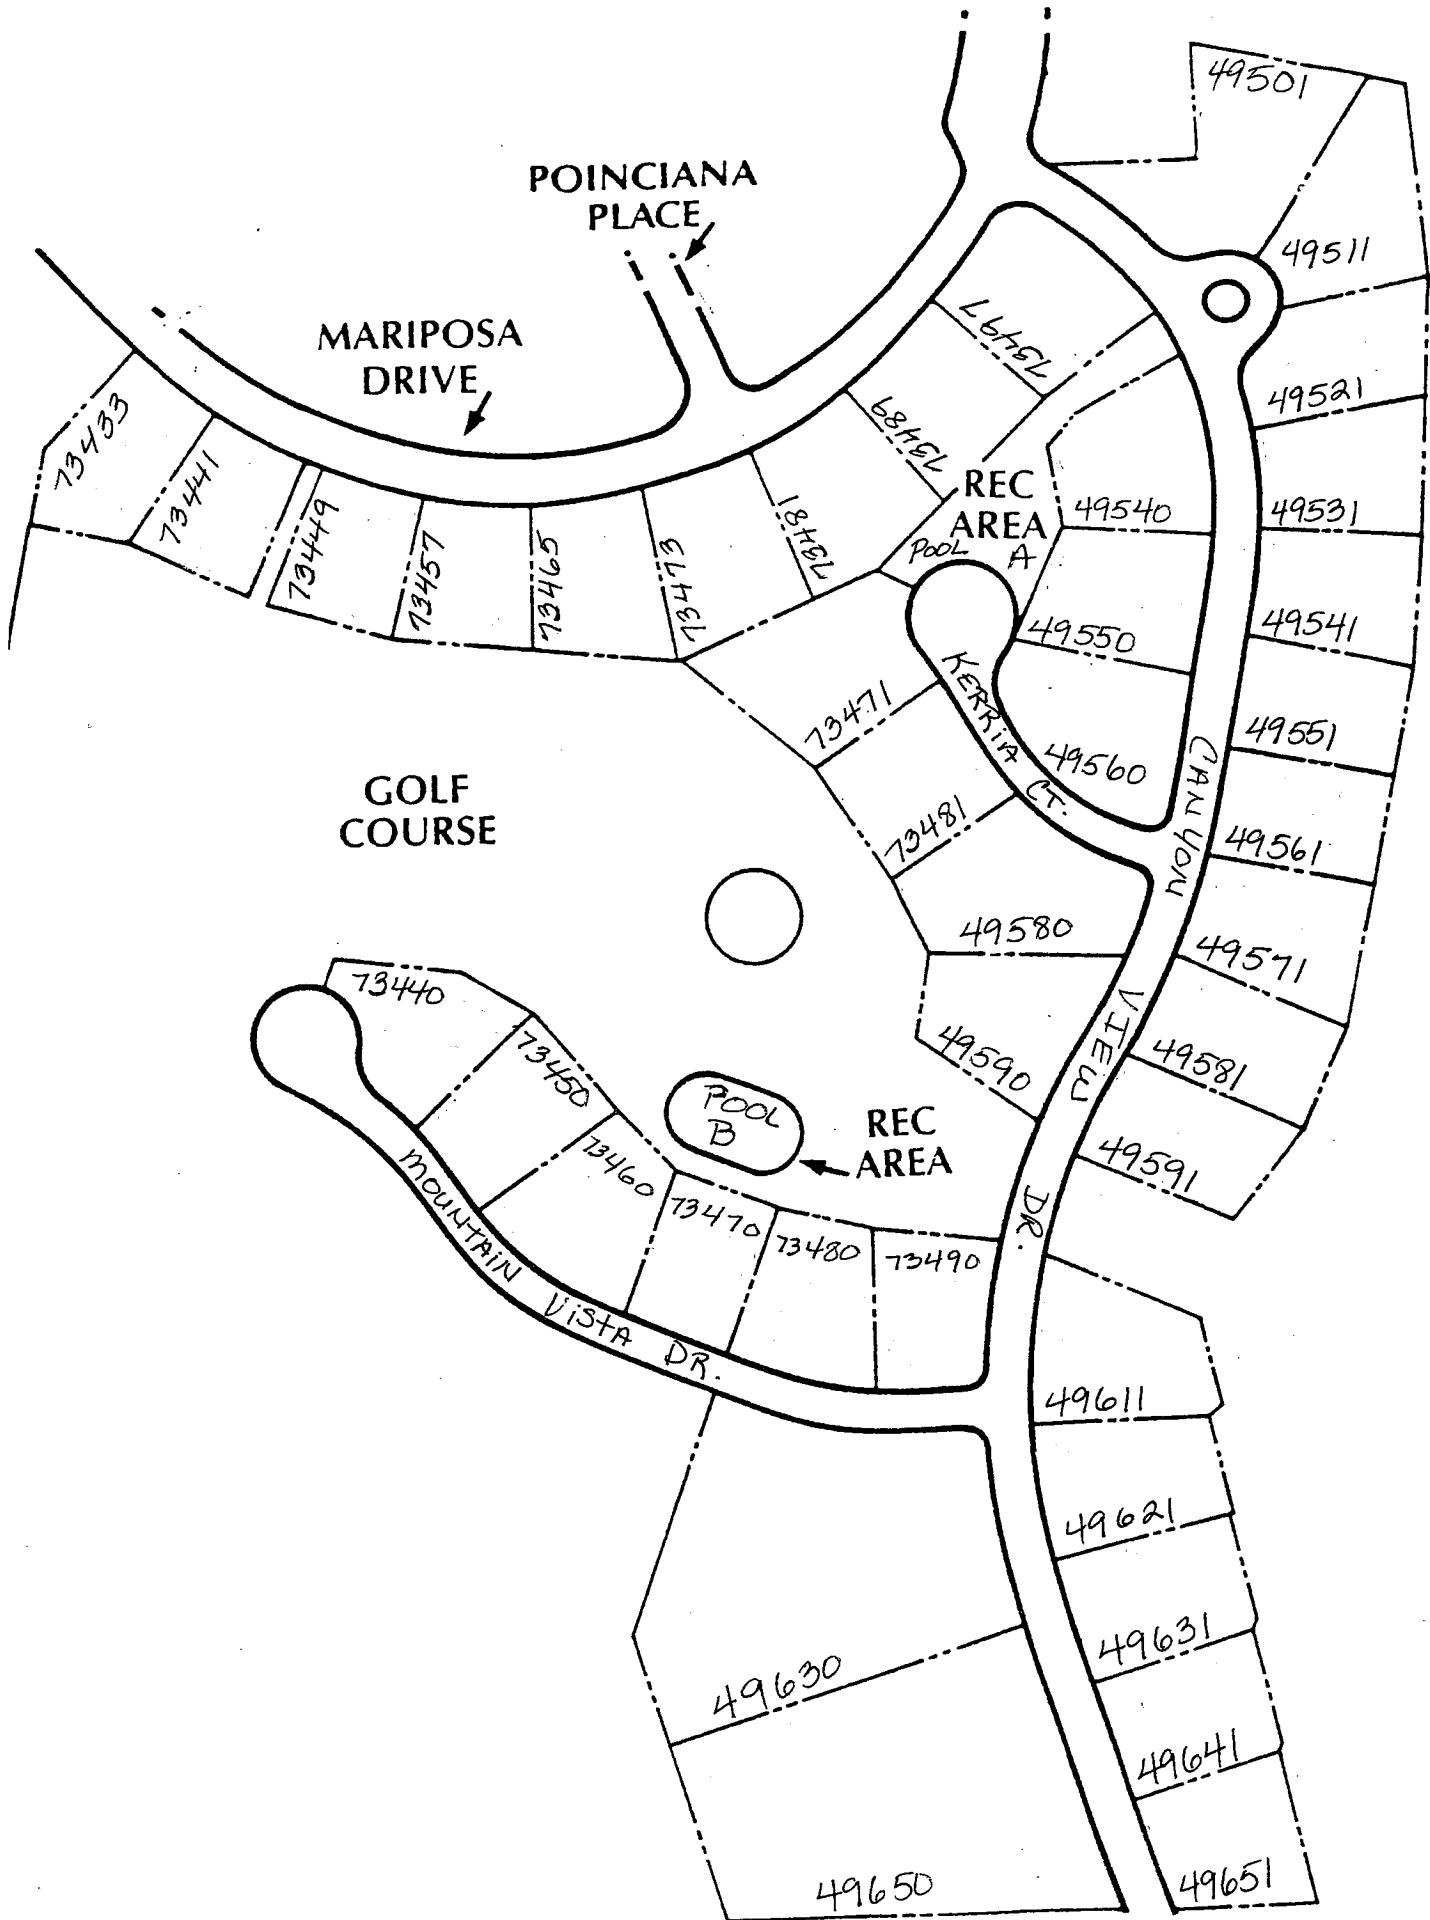 49501
POINCIANA
PLACE
49511
MARIPOSA
DRIVE
73497
49521
73433
73489
73441
REC
AREA
POOL A
49540
49531
73449
73457
73465
73473
73481
49550
49541
KERRIA CT.
73471
49560
49551
CANYON VIEW DR.
GOLF
COURSE
73481
49561
49580
49571
73440
73450
49590
49581
POOL
B
REC
AREA
73460
49591
MOUNTAIN VISTA DR.
73470
73480
73490
49611
49621
49631
49630
49641
49650
49651